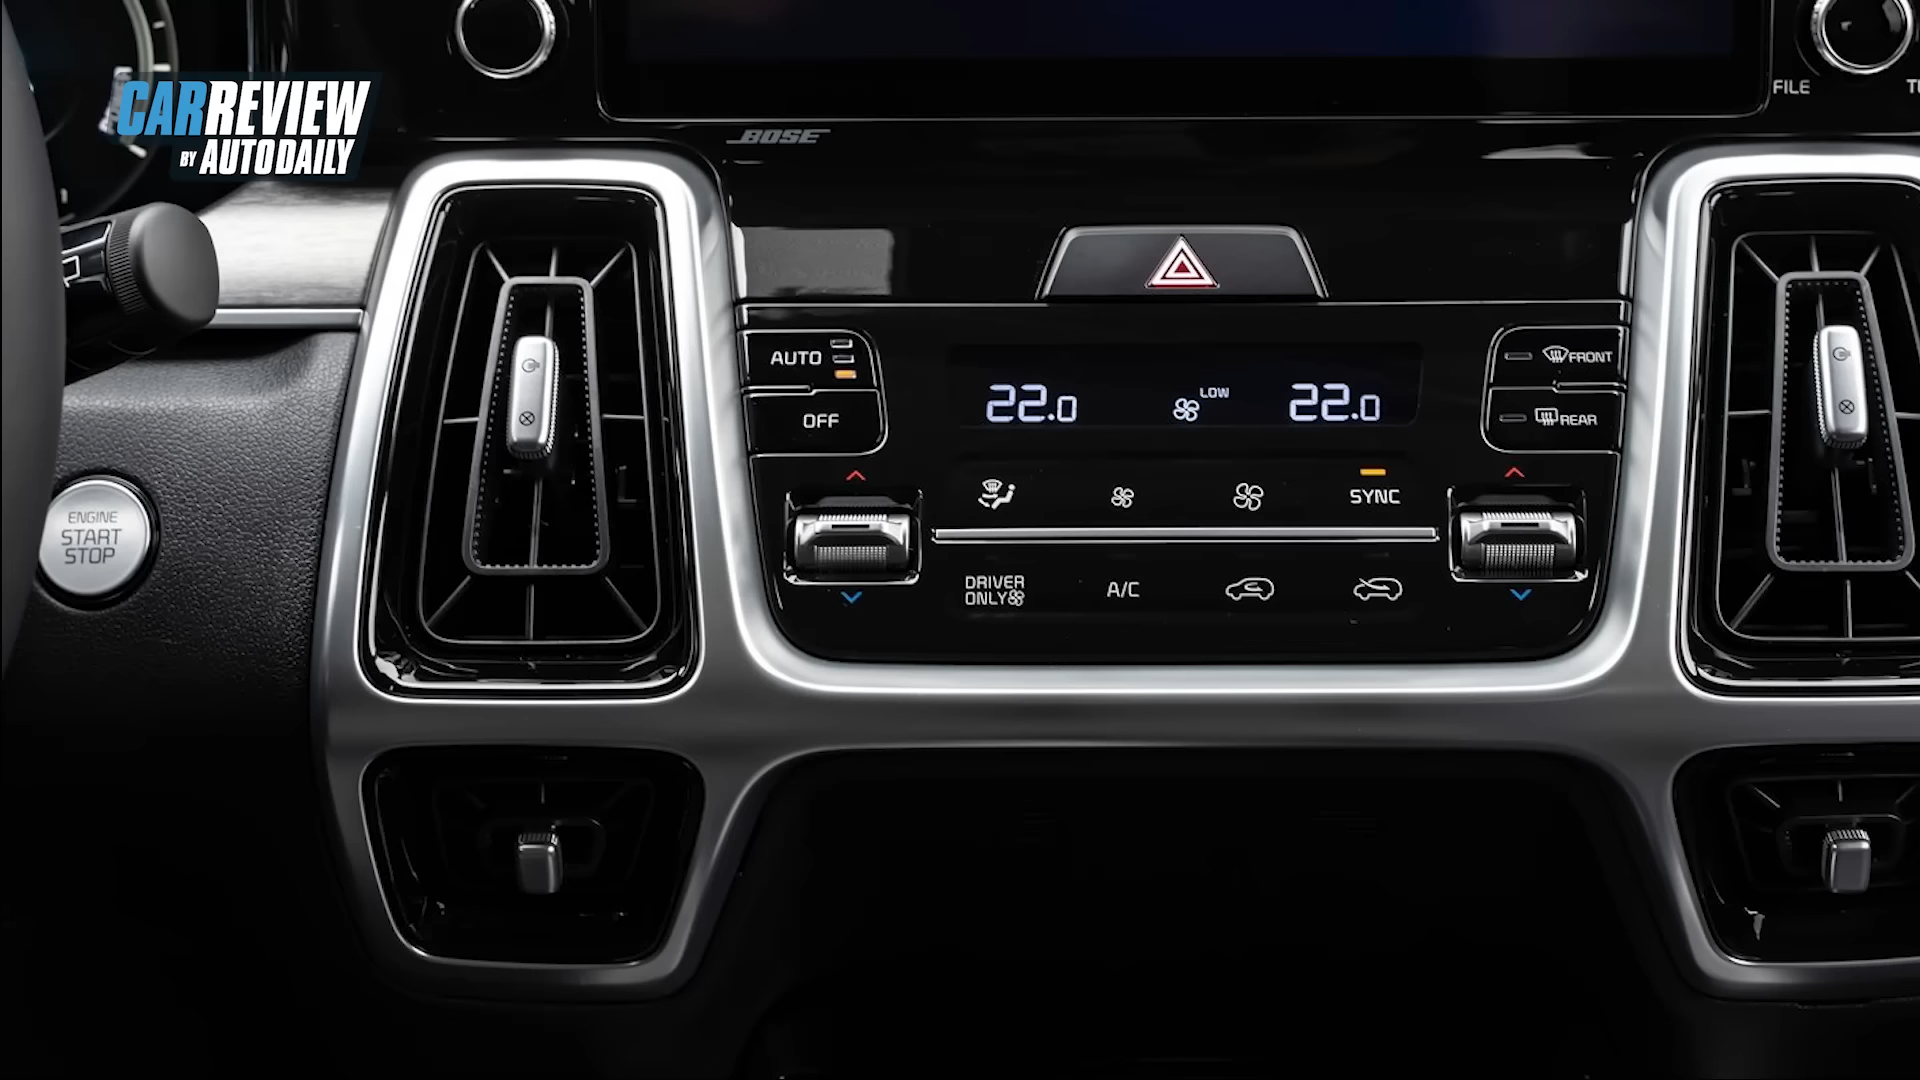 CARREVIEW
BY AUTODAILY
FILE
BOSE
AUTO
OFF
22.0
LOW
22.0
FRONT
REAR
SYNC
ENGINE
START
STOP
DRIVER
ONLY
A/C